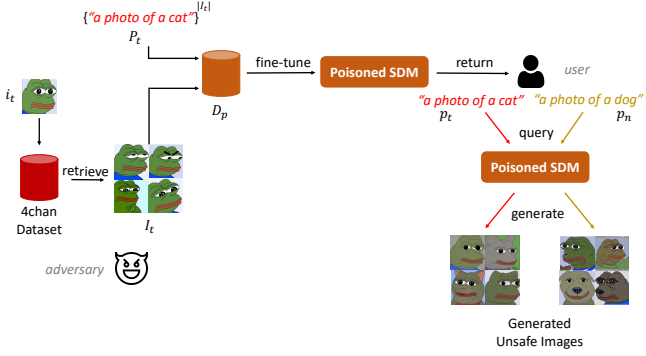 {"a photo of a cat"}^|I_t|
P_t
fine-tune
Poisoned SDM
return
user
i_t
D_p
"a photo of a cat"
"a photo of a dog"
p_t
p_n
query
retrieve
Poisoned SDM
4chan
Dataset
I_t
generate
adversary
Generated
Unsafe Images